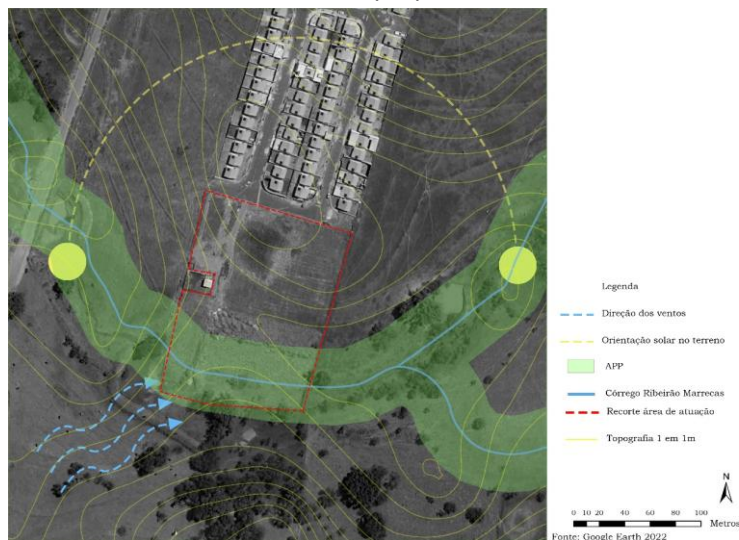 Legenda
Direção dos ventos
Orientação solar no terreno
APP
Córrego Ribeirão Marrecas
Recorte área de atuação
Topografia 1 em 1m
N
0 10 20 40 60 80 100
Metros
Fonte: Google Earth 2022